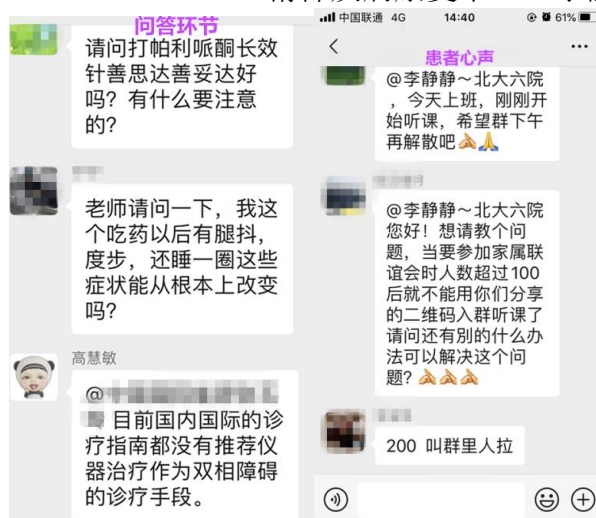 问答环节
请问打帕利哌酮长效
针善思达善妥达好
吗？有什么要注意
的？
老师请问一下，我这
个吃药以后有腿抖，
度步，还睡一圈这些
症状能从根本上改变
吗？
高慧敏
@
目前国内国际的诊
疗指南都没有推荐仪
器治疗作为双相障碍
的诊疗手段。
中国联通 4G 14:40 61%
患者心声
@李静静～北大六院
，今天上班，刚刚开
始听课，希望群下午
再解散吧
@李静静～北大六院
您好！想请教个问
题，当要参加家属联
谊会时人数超过100
后就不能用你们分享
的二维码入群听课了
请问还有别的什么办
法可以解决这个问
题？
200 叫群里人拉